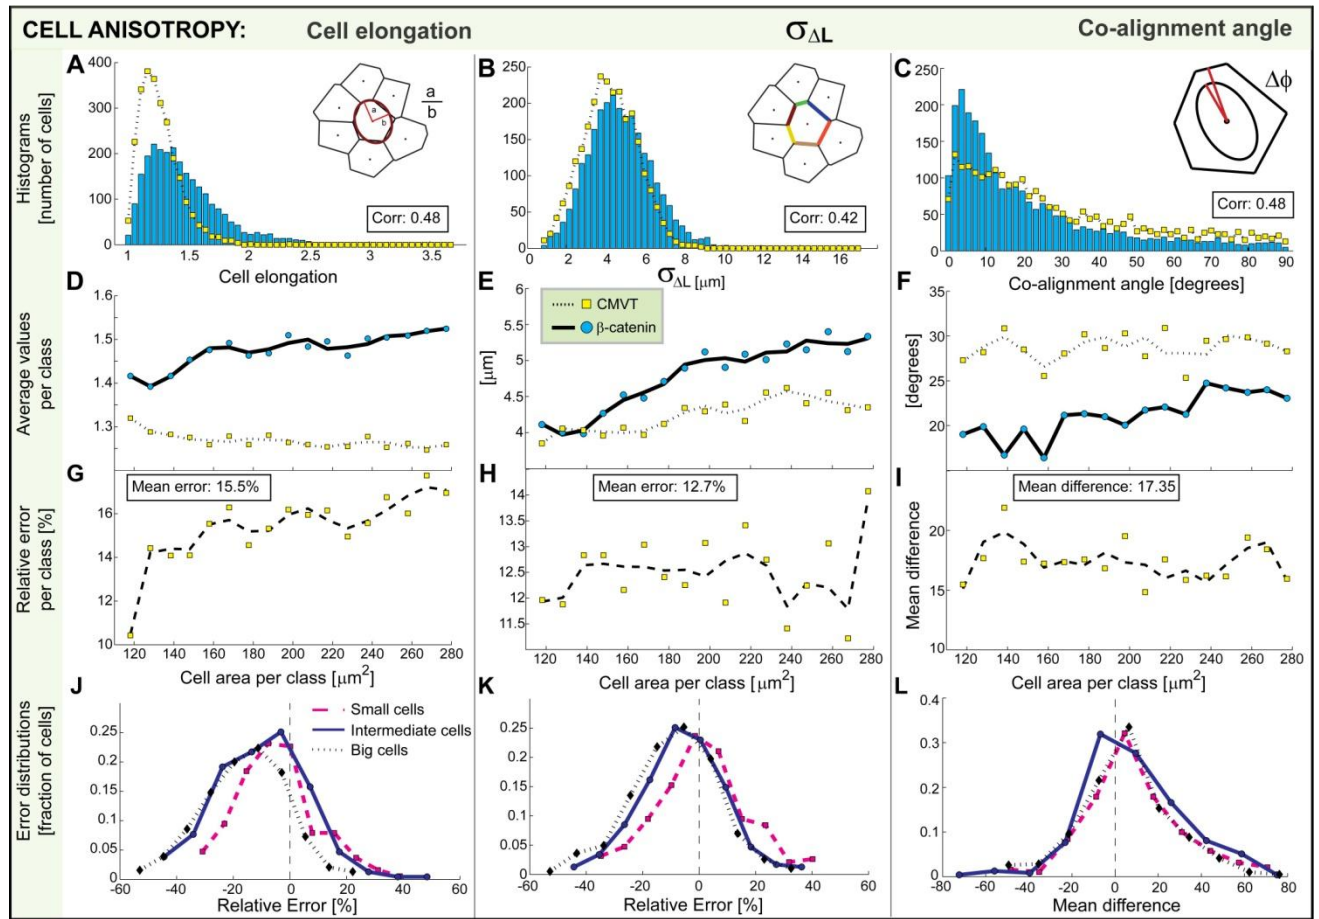 CELL ANISOTROPY: Cell elongation σΔL Co-alignment angle
Histograms
[number of cells]
A
400
300
200
100
0
a
b
a/b
Corr: 0.48
1 1.5 2 2.5 3 3.5
Cell elongation
B
250
200
150
100
50
0
Corr: 0.42
0 2 4 6 8 10 12 14 16
σΔL [μm]
C
250
200
150
100
50
0
Δϕ
Corr: 0.48
0 10 20 30 40 50 60 70 80 90
Co-alignment angle [degrees]
Average values
per class
D
1.6
1.5
1.4
1.3
E
6
5.5
5
4.5
4
[μm]
CMVT
β-catenin
F
35
30
25
20
[degrees]
Relative error
per class [%]
G
Mean error: 15.5%
16
14
12
10
120 140 160 180 200 220 240 260 280
Cell area per class [μm²]
H
Mean error: 12.7%
14
13.5
13
12.5
12
11.5
120 140 160 180 200 220 240 260 280
Cell area per class [μm²]
I
Mean difference: 17.35
Mean difference
20
15
10
120 140 160 180 200 220 240 260 280
Cell area per class [μm²]
Error distributions
[fraction of cells]
J
Small cells
Intermediate cells
Big cells
0.25
0.2
0.15
0.1
0.05
0
-60 -40 -20 0 20 40 60
Relative Error [%]
K
0.25
0.2
0.15
0.1
0.05
0
-60 -40 -20 0 20 40 60
Relative Error [%]
L
0.4
0.3
0.2
0.1
0
-80 -60 -40 -20 0 20 40 60 80
Mean difference